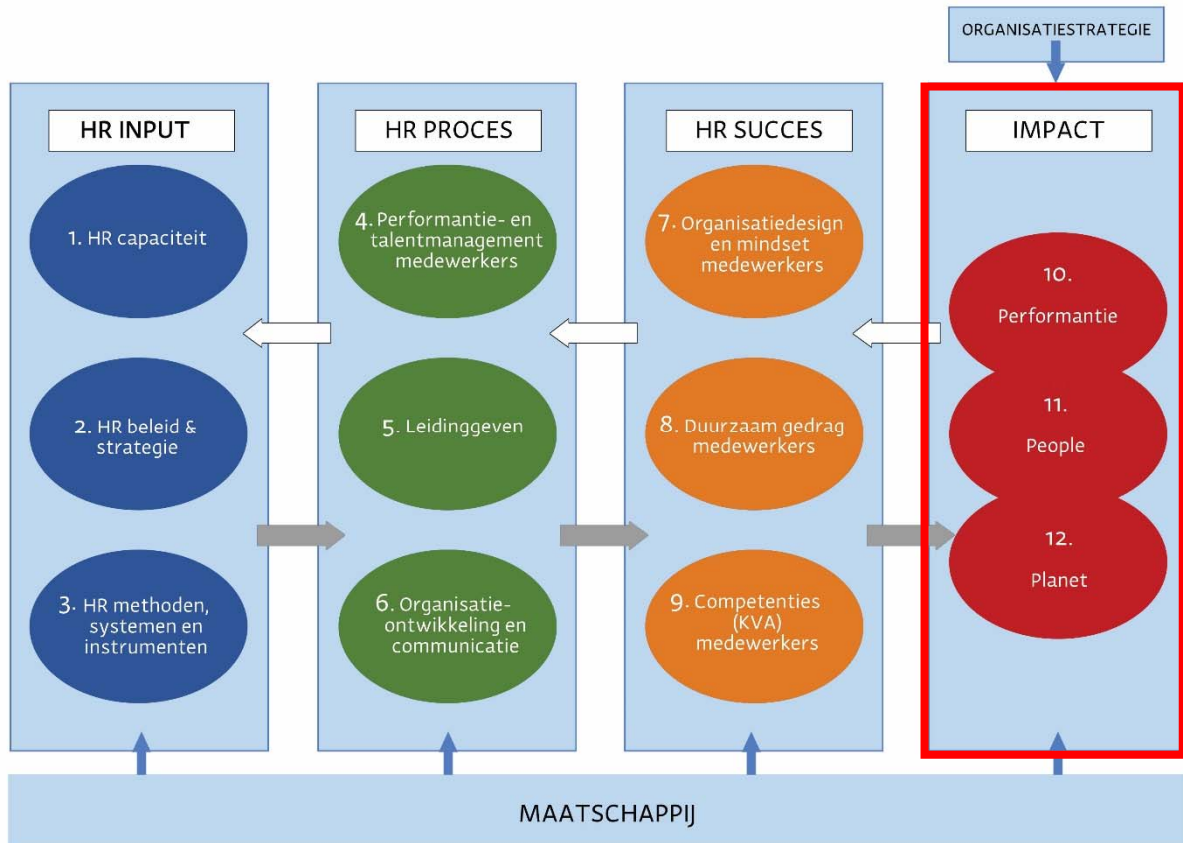 ORGANISATIESTRATEGIE
HR INPUT
1. HR capaciteit
2. HR beleid &
strategie
3. HR methoden,
systemen en
instrumenten
HR PROCES
4. Performantie- en
talentmanagement
medewerkers
5. Leidinggeven
6. Organisatie-
ontwikkeling en
communicatie
HR SUCCES
7. Organisatiedesign
en mindset
medewerkers
8. Duurzaam gedrag
medewerkers
9. Competenties
(KVA)
medewerkers
IMPACT
10.
Performantie
11.
People
12.
Planet
MAATSCHAPPIJ